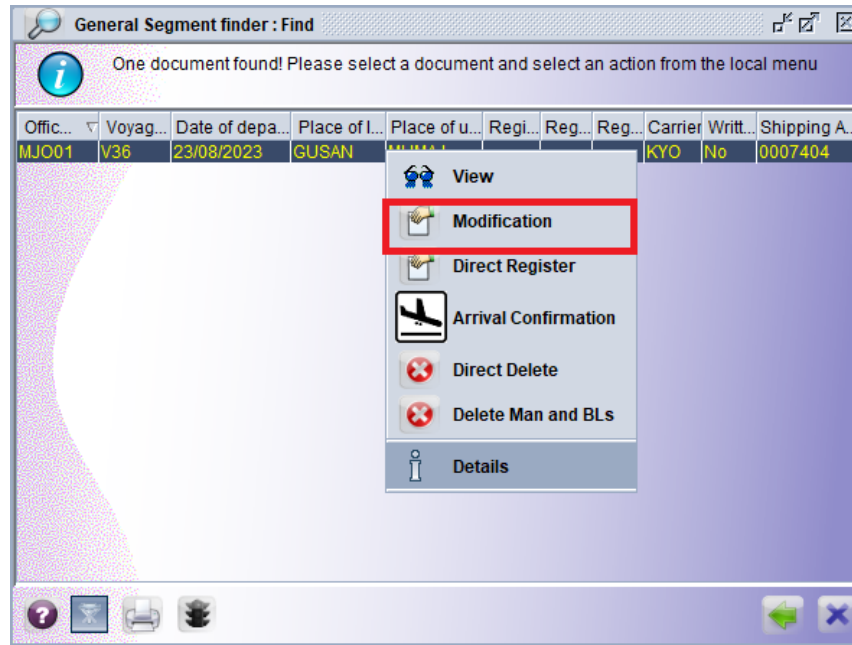 General Segment finder : Find
One document found! Please select a document and select an action from the local menu
Offic... Voyag... Date of depa... Place of l... Place of u... Regi... Reg... Reg... Carrier Writt... Shipping A...
MJO01 V36 23/08/2023 GUSAN KYO No 0007404
View
Modification
Direct Register
Arrival Confirmation
Direct Delete
Delete Man and BLs
Details